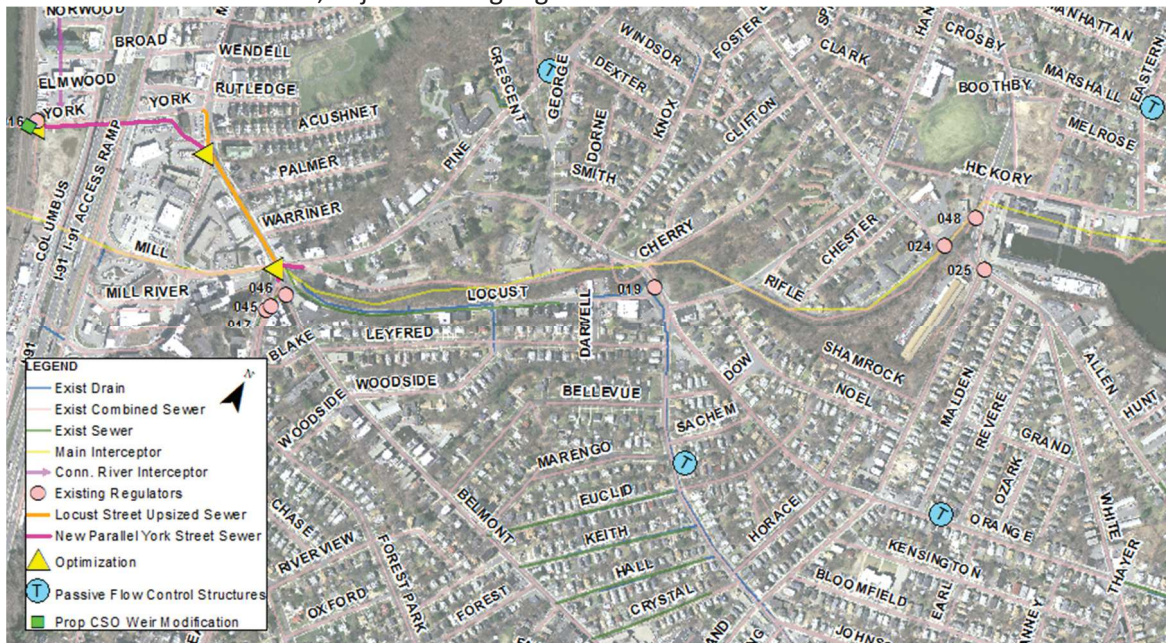 NORWOOD
BROAD
WENDELL
ELMWOOD
YORK
YORK
RUTLEDGE
ACUSHNET
PALMER
WARRINER
COLUMBUS
I-91
I-91 ACCESS RAMP
MILL
MILL RIVER
PINE
CRESCENT
GEORGE
T
WINDSOR
DEXTER
DORNE
KNOX
FOSTER
CLIFTON
SMITH
CLARK
CROSBY
MANHATTAN
MARSHALL
EASTERN
T
BOOTHBY
MELROSE
HICKORY
CHERRY
CHESTER
RIFLE
048
024
025
019
046
045
LOCUST
LEYFRED
DARWELL
BLAKE
WOODSIDE
WOODSIDE
BELLEVUE
SACHEM
DOW
SHAMROCK
NOEL
MALDEN
REVERE
GRAND
OZARK
ALLEN
HUNT
WHITE
THAYER
MARENGO
T
EUCLID
KEITH
HALL
CRYSTAL
HORACE
T
ORANGE
KENSINGTON
BLOOMFIELD
EARL
BELMONT
CHASE
RIVERVIEW
FOREST PARK
OXFORD
FOREST
LEGEND
N
Exist Drain
Exist Combined Sewer
Exist Sewer
Main Interceptor
Conn. River Interceptor
Existing Regulators
Locust Street Upsized Sewer
New Parallel York Street Sewer
Optimization
T Passive Flow Control Structures
Prop CSO Weir Modification